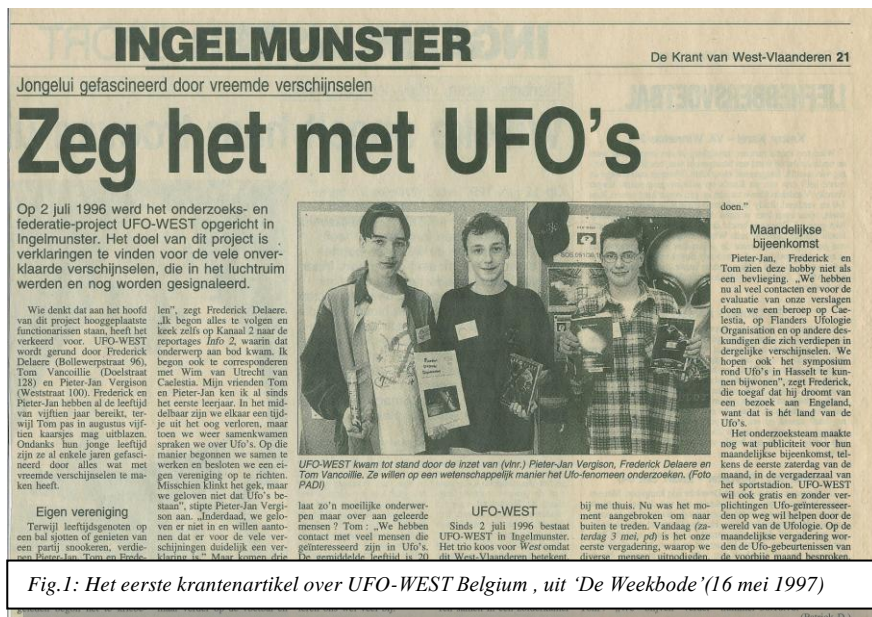 INGELMUNSTER
De Krant van West-Vlaanderen 21
Jongelui gefascineerd door vreemde verschijnselen
Zeg het met UFO's
Op 2 juli 1996 werd het onderzoeks- en
federatie-project UFO-WEST opgericht in
Ingelmunster. Het doel van dit project is
verklaringen te vinden voor de vele onver-
klaarde verschijnselen, die in het luchtruim
werden en nog worden gesignaleerd.
Wie denkt dat aan het hoofd
van dit project hooggeplaatste
functionarissen staan, heeft het
verkeerd voor. UFO-WEST
wordt gerund door Frederick
Delaere (Bollewerpstraat 96),
Tom Vancoillie (Doelstraat
128) en Pieter-Jan Vergison
(Weststraat 100). Frederick en
Pieter-Jan hebben al de leeftijd
van vijftien jaar bereikt, ter-
wijl Tom pas in augustus vijf-
tien kaarsjes mag uitblazen.
Ondanks hun jonge leeftijd
zijn ze al enkele jaren gefasci-
neerd door alles wat met
vreemde verschijnselen te ma-
ken heeft.
Eigen vereniging
Terwijl leeftijdsgenoten op
een bal sjotten of genieten van
een partij snookeren, verdie-
pen Pieter-Jan, Tom en Frede-
len", zegt Frederick Delaere.
„Ik begon alles te volgen en
keek zelfs op Kanaal 2 naar de
reportages Info 2, waarin dat
onderwerp aan bod kwam. Ik
begon ook te corresponderen
met Wim van Utrecht van
Caelestia. Mijn vrienden Tom
en Pieter-Jan ken ik al sinds
het eerste leerjaar. In het mid-
delbaar zijn we elkaar een tijd-
je uit het oog verloren, maar
toen we weer samenkwamen
spraken we over Ufo's. Op die
manier begonnen we samen te
werken en besloten we een ei-
gen vereniging op te richten.
Misschien klinkt het gek, maar
we geloven niet dat Ufo's be-
staan", stipte Pieter-Jan Vergi-
son aan. „Inderdaad, we gelo-
ven er niet in en willen aanto-
nen dat er voor de vele ver-
schijningen duidelijk een ver-
klaring is." Maar komen drie
UFO-WEST kwam tot stand door de inzet van (vlnr.) Pieter-Jan Vergison, Frederick Delaere en
Tom Vancoillie. Ze willen op een wetenschappelijk manier het Ufo-fenomeen onderzoeken. (Foto
PADI)
laat zo'n moeilijke onderwer-
pen maar over aan geleerde
mensen ? Tom : „We hebben
contact met veel mensen die
geïnteresseerd zijn in Ufo's.
De gemiddelde leeftijd is 20
UFO-WEST
Sinds 2 juli 1996 bestaat
UFO-WEST in Ingelmunster.
Het trio koos voor West omdat
dit West-Vlaanderen betekent,
bij me thuis. Nu was het mo-
ment aangebroken om naar
buiten te treden. Vandaag (za-
terdag 3 mei, pd) is het onze
eerste vergadering, waarop we
diverse mensen uitnodigen.
doen."
Maandelijkse
bijeenkomst
Pieter-Jan, Frederick en
Tom zien deze hobby niet als
een bevlieging. „We hebben
nu al veel contacten en voor de
evaluatie van onze verslagen
doen we een beroep op Cae-
lestia, op Flanders Ufologie
Organisation en op andere des-
kundigen die zich verdiepen in
dergelijke verschijnselen. We
hopen ook het symposium
rond Ufo's in Hasselt te kun-
nen bijwonen", zegt Frederick,
die toegaf dat hij droomt van
een bezoek aan Engeland,
want dat is hét land van de
Ufo's.
Het onderzoeksteam maakte
nog wat publiciteit voor hun
maandelijkse bijeenkomst, tel-
kens de eerste zaterdag van de
maand, in de vergaderzaal van
het sportstadion. UFO-WEST
wil ook gratis en zonder ver-
plichtingen Ufo-geïnteresseer-
den op weg wil helpen door de
wereld van de Ufologie. Op de
maandelijkse vergadering wor-
den de Ufo-gebeurtenissen van
de voorbije maand besproken.
Fig.1: Het eerste krantenartikel over UFO-WEST Belgium , uit 'De Weekbode'(16 mei 1997)